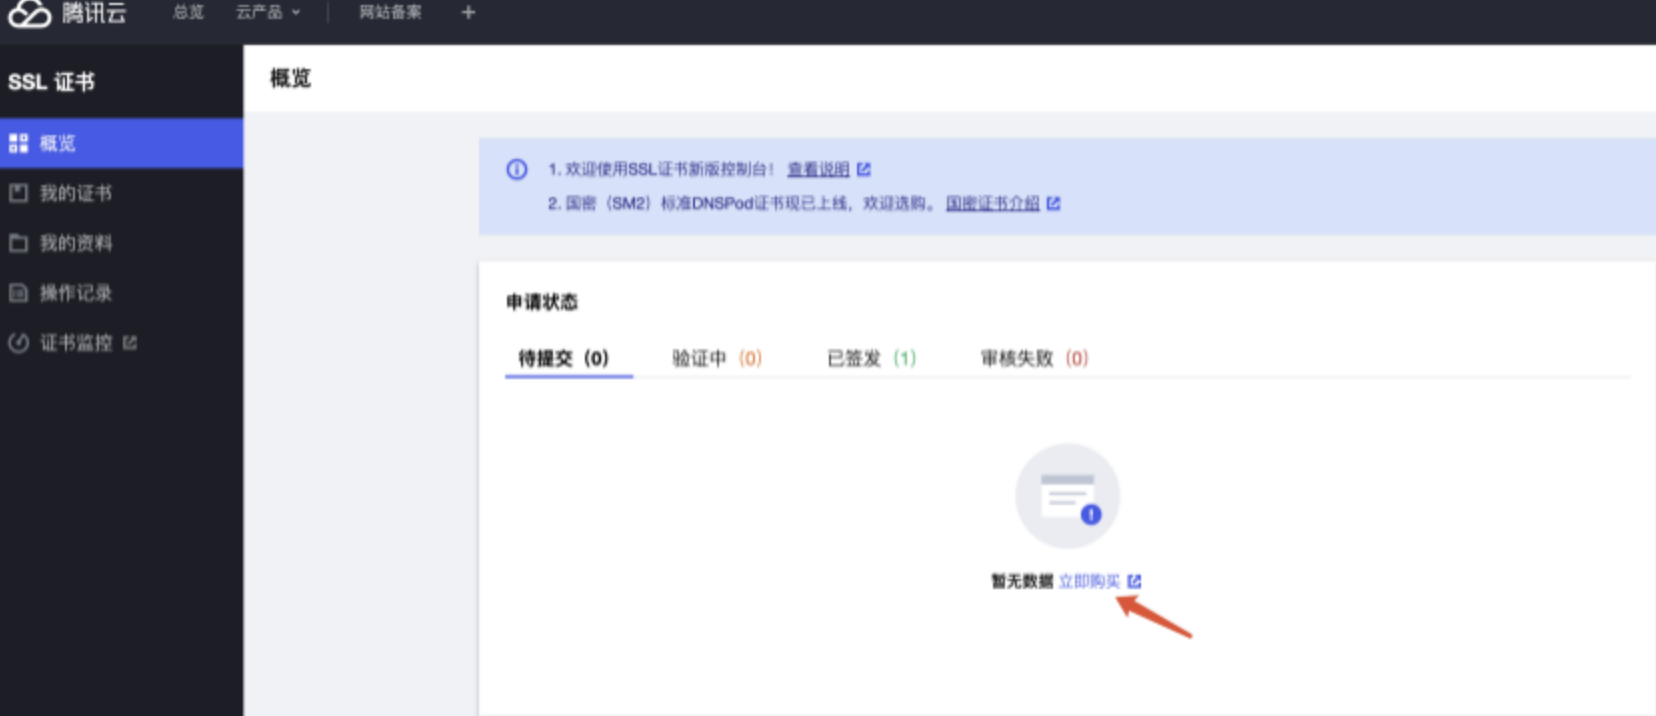 腾讯云 总览 云产品 网站备案 +
SSL 证书
概览
我的证书
我的资料
操作记录
证书监控
概览
1. 欢迎使用SSL证书新版控制台！ 查看说明
2. 国密（SM2）标准DNSPod证书现已上线，欢迎选购。 国密证书介绍
申请状态
待提交（0） 验证中（0） 已签发（1） 审核失败（0）
暂无数据 立即购买